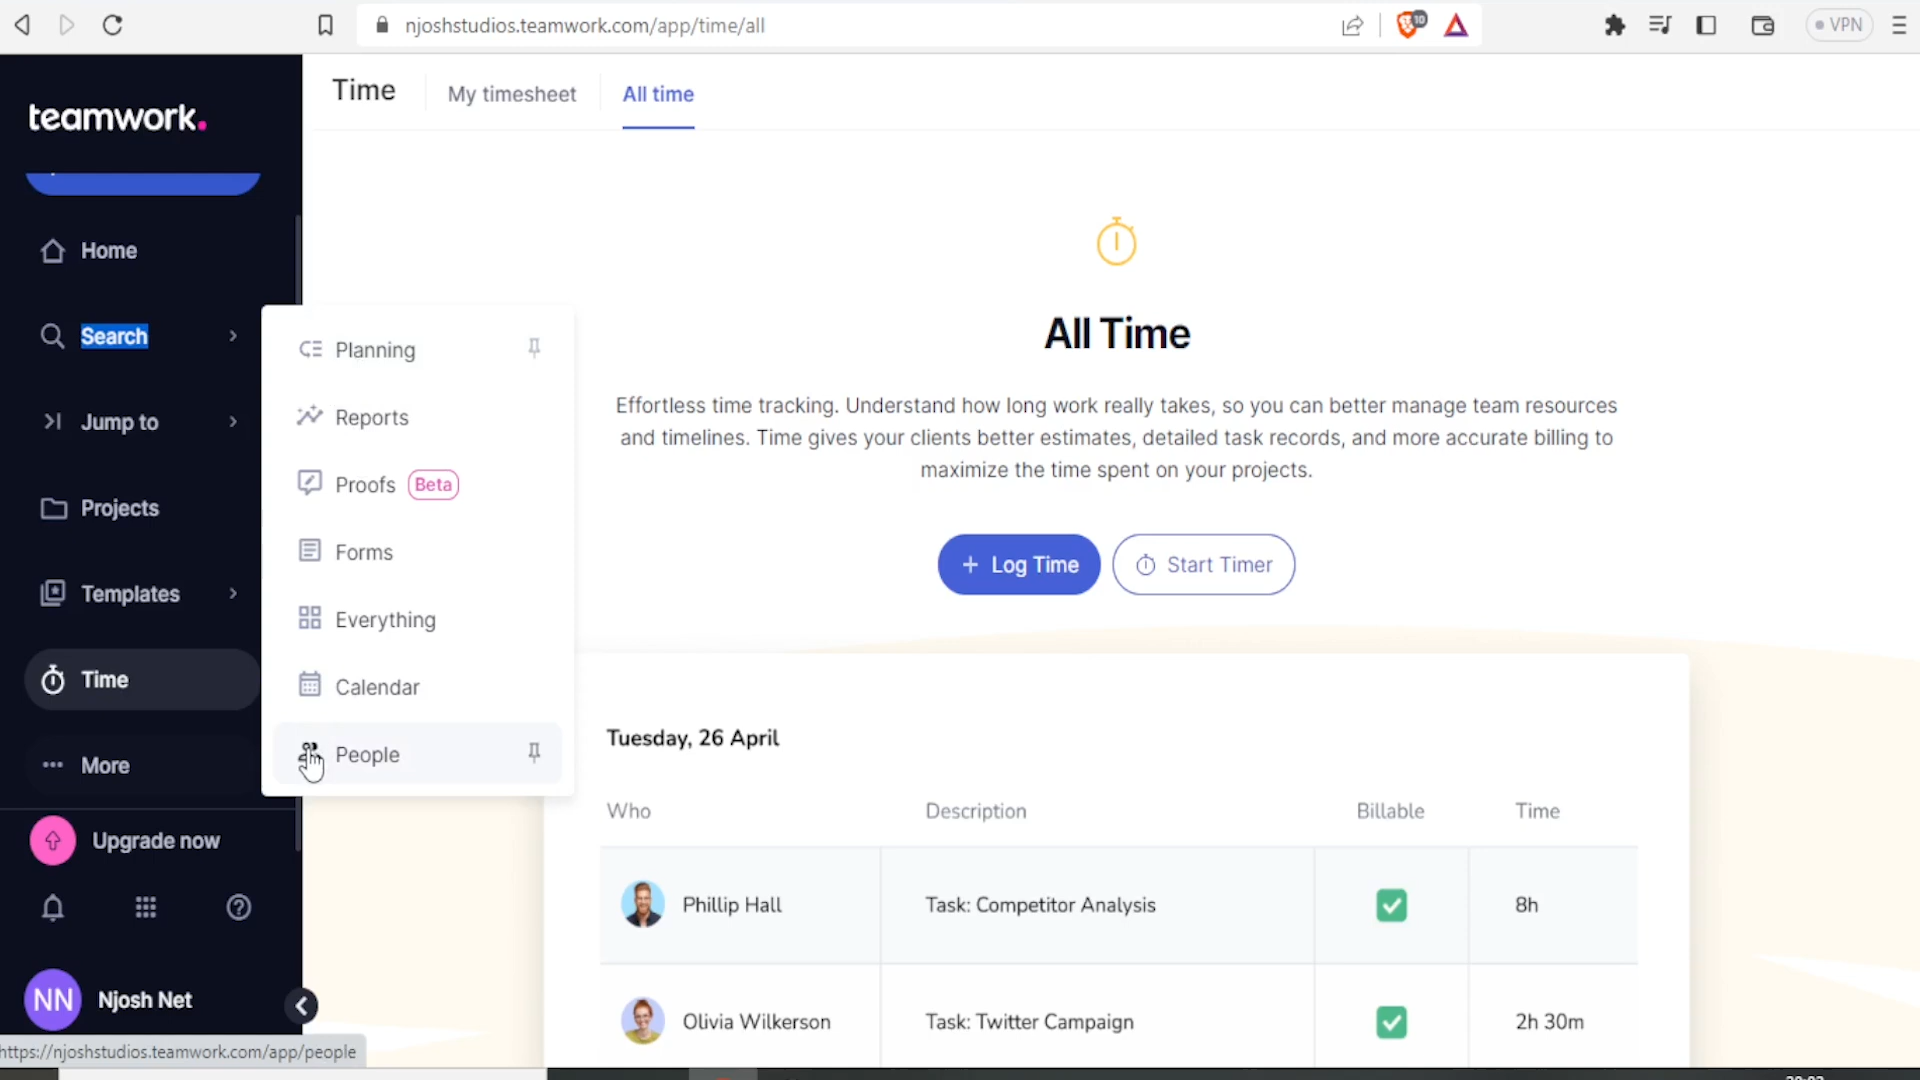 njoshstudios.teamwork.com/app/time/all
10
VPN
teamwork.
Home
Search
Jump to
Projects
Templates
Time
More
Upgrade now
NN
Njosh Net
https://njoshstudios.teamwork.com/app/people
Planning
Reports
Proofs Beta
Forms
Everything
Calendar
People
Time
My timesheet
All time
All Time
Effortless time tracking. Understand how long work really takes, so you can better manage team resources
and timelines. Time gives your clients better estimates, detailed task records, and more accurate billing to
maximize the time spent on your projects.
+ Log Time
Start Timer
Tuesday, 26 April
Who Description Billable Time
Phillip Hall Task: Competitor Analysis 8h
Olivia Wilkerson Task: Twitter Campaign 2h 30m